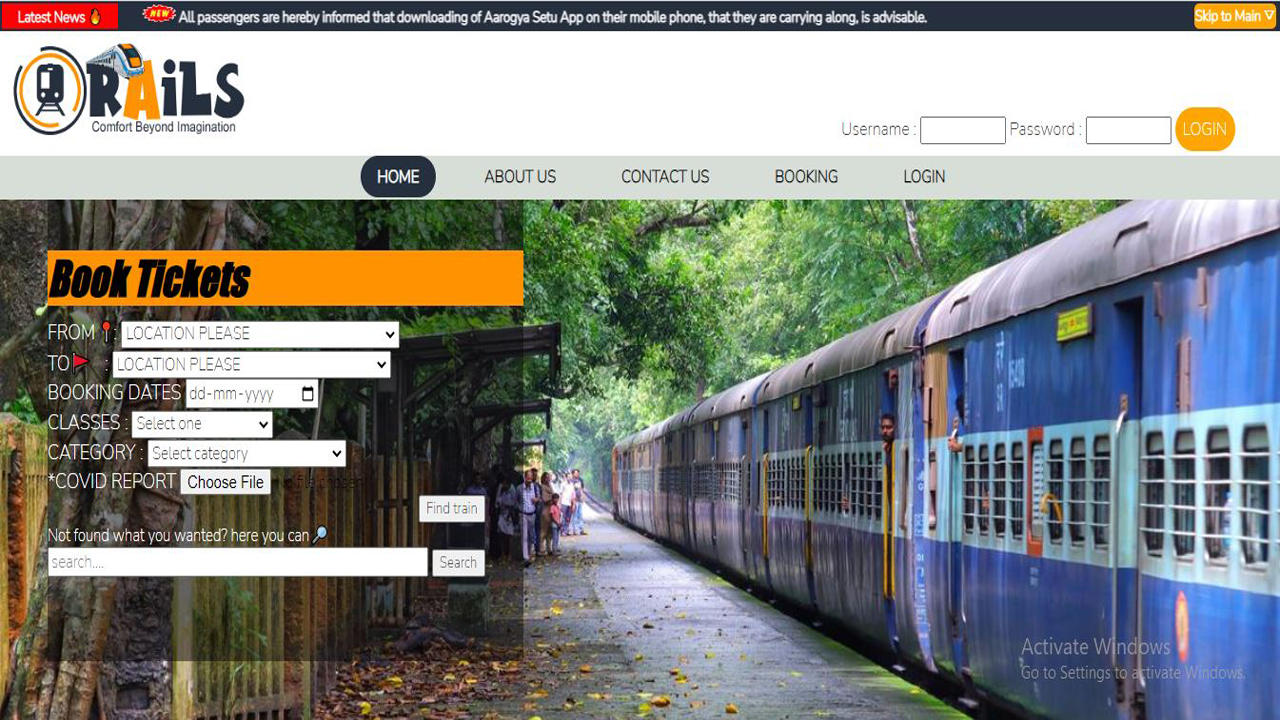 Latest News 🔥 NEW All passengers are hereby informed that downloading of Aarogya Setu App on their mobile phone, that they are carrying along, is advisable. Skip to Main ▽
RAiLS
Comfort Beyond Imagination
Username : Password : LOGIN
HOME ABOUT US CONTACT US BOOKING LOGIN
Book Tickets
FROM📍: LOCATION PLEASE
TO🚩 : LOCATION PLEASE
BOOKING DATES dd-mm-yyyy
CLASSES : Select one
CATEGORY : Select category
*COVID REPORT Choose File No file chosen
Find train
Not found what you wanted? here you can🔎
search.... Search
Activate Windows
Go to Settings to activate Windows.